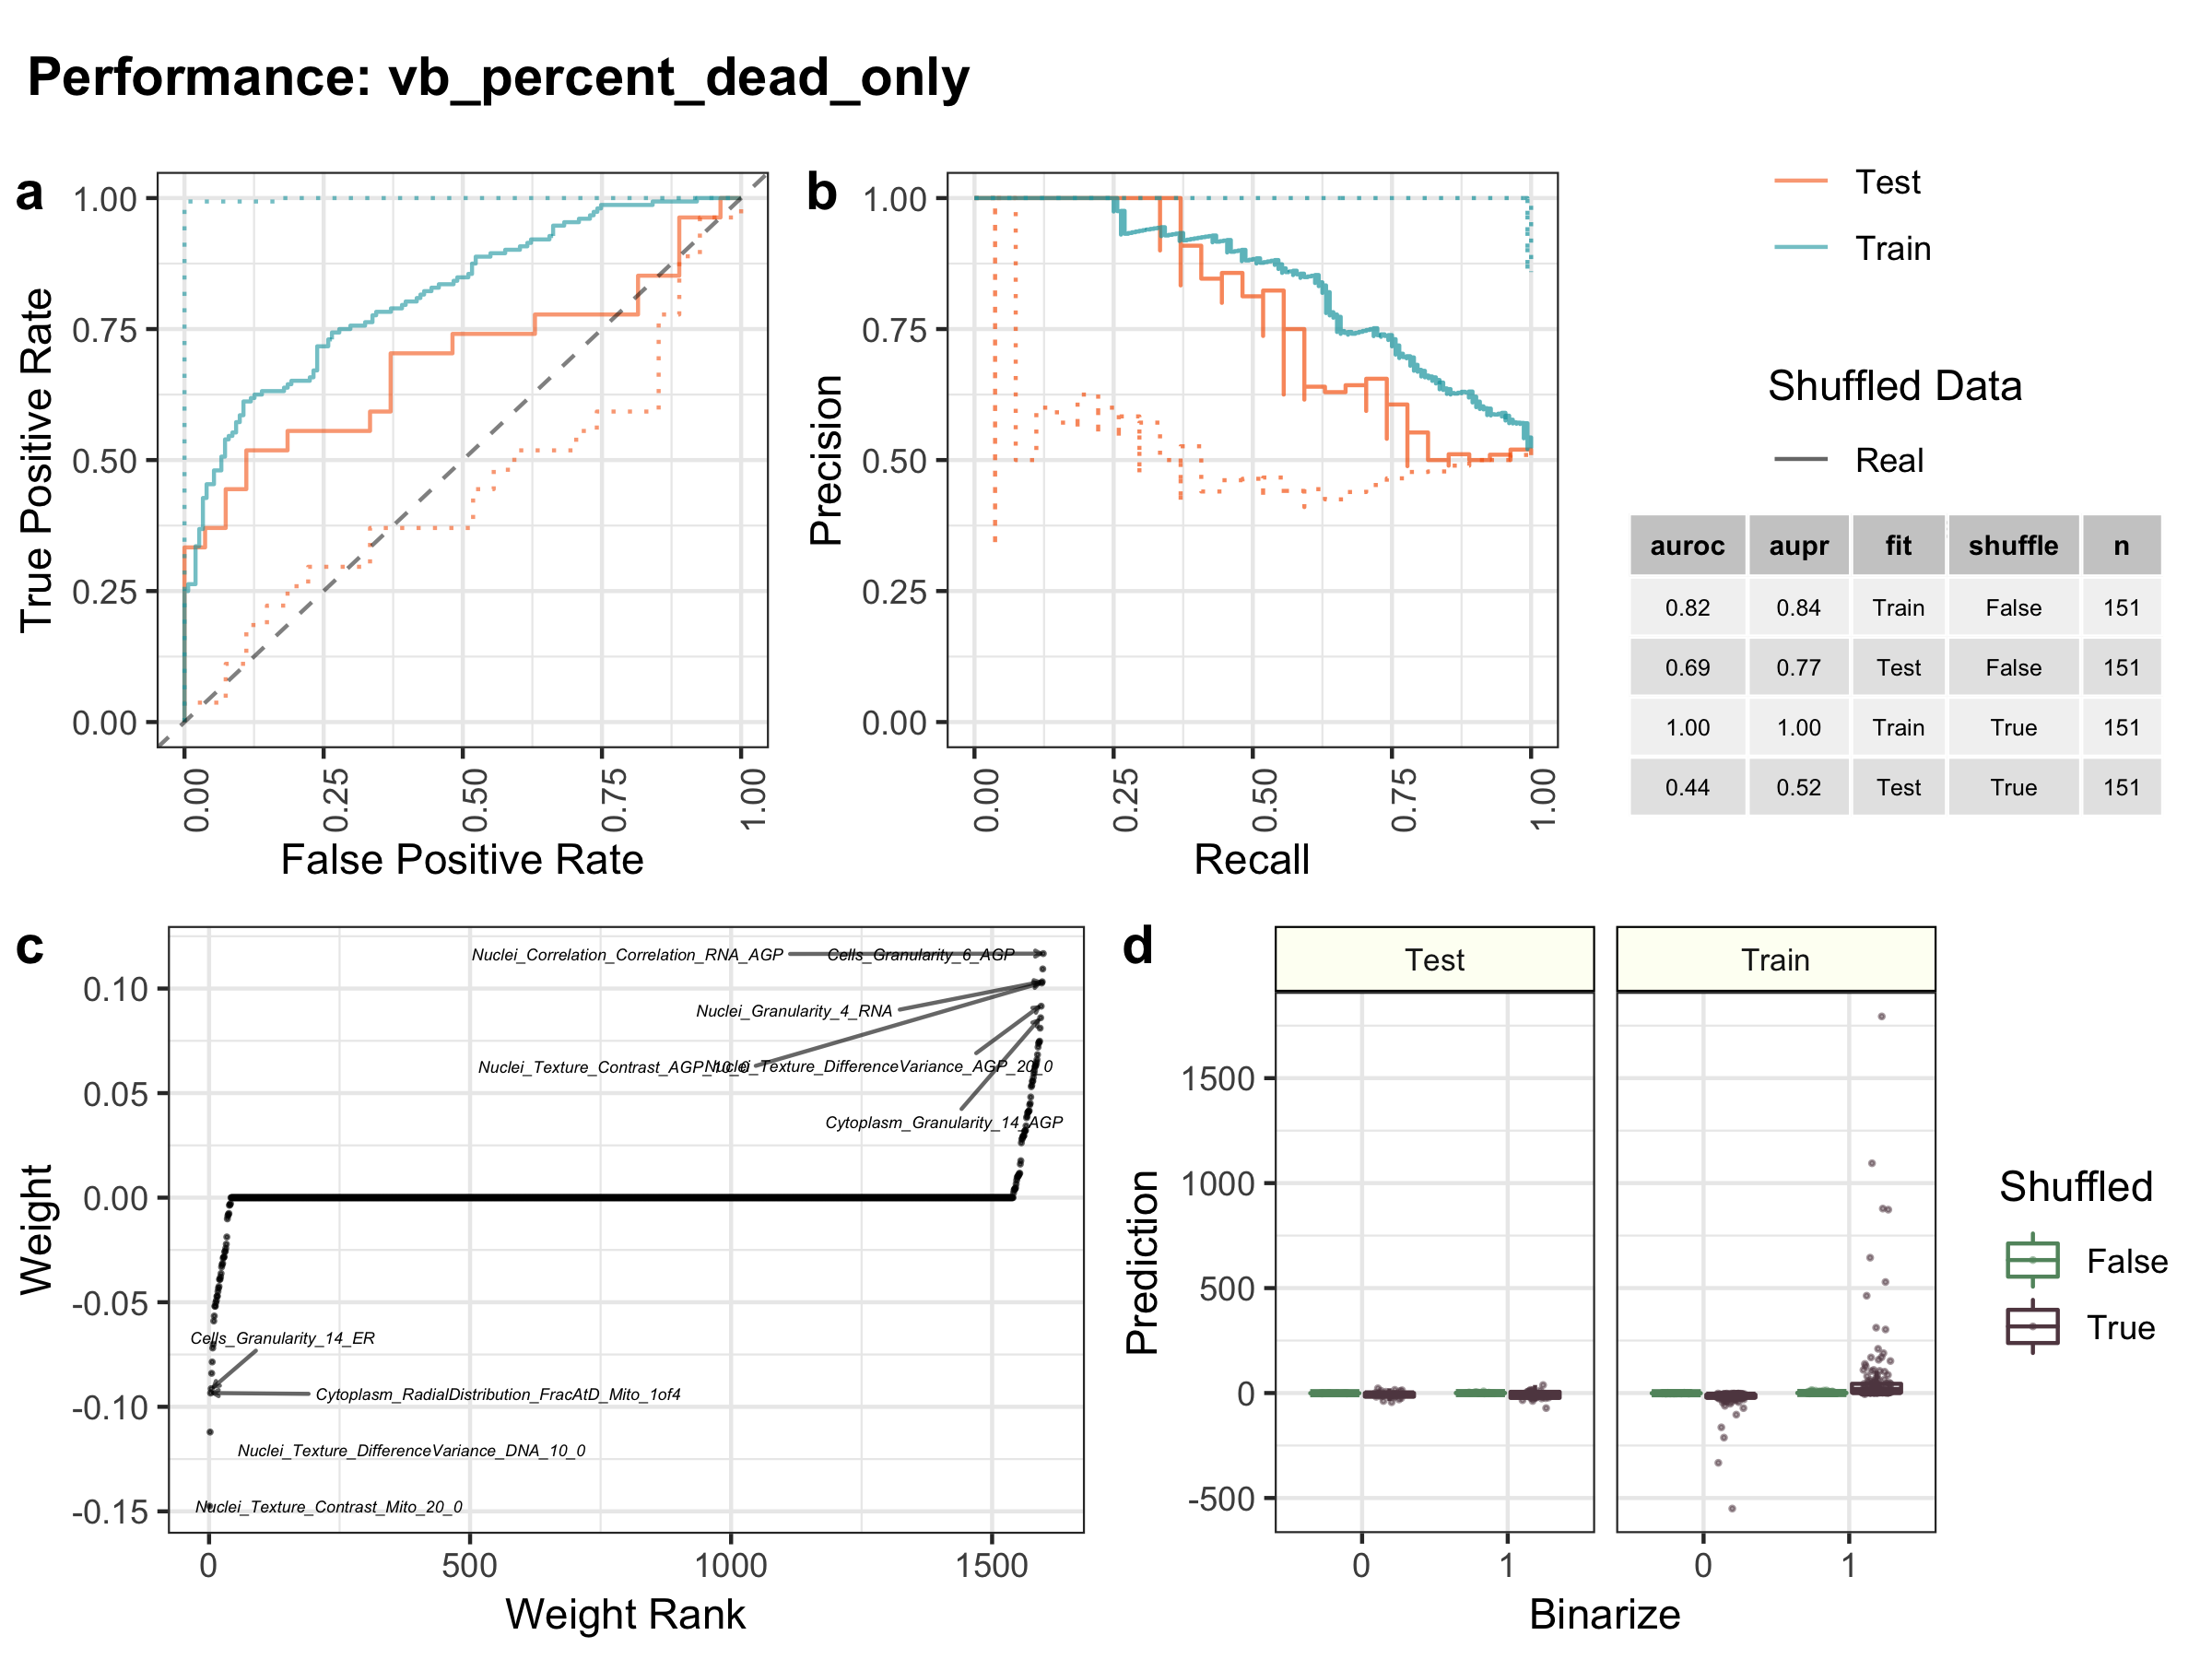 Performance: vb_percent_dead_only
a
True Positive Rate
1.00
0.75
0.50
0.25
0.00
0.00
0.25
0.50
0.75
1.00
False Positive Rate
b
Precision
1.00
0.75
0.50
0.25
0.00
0.00
0.25
0.50
0.75
1.00
Recall
Test
Train
Shuffled Data
Real
auroc aupr fit shuffle n
0.82 0.84 Train False 151
0.69 0.77 Test False 151
1.00 1.00 Train True 151
0.44 0.52 Test True 151
c
Weight
0.10
0.05
0.00
-0.05
-0.10
-0.15
Nuclei_Correlation_Correlation_RNA_AGP
Cells_Granularity_6_AGP
Nuclei_Granularity_4_RNA
Nuclei_Texture_Contrast_AGP_10_0
Nuclei_Texture_DifferenceVariance_AGP_20_0
Cytoplasm_Granularity_14_AGP
Cells_Granularity_14_ER
Cytoplasm_RadialDistribution_FracAtD_Mito_1of4
Nuclei_Texture_DifferenceVariance_DNA_10_0
Nuclei_Texture_Contrast_Mito_20_0
0
500
1000
1500
Weight Rank
d
Test
Train
Prediction
1500
1000
500
0
-500
0
1
0
1
Binarize
Shuffled
False
True